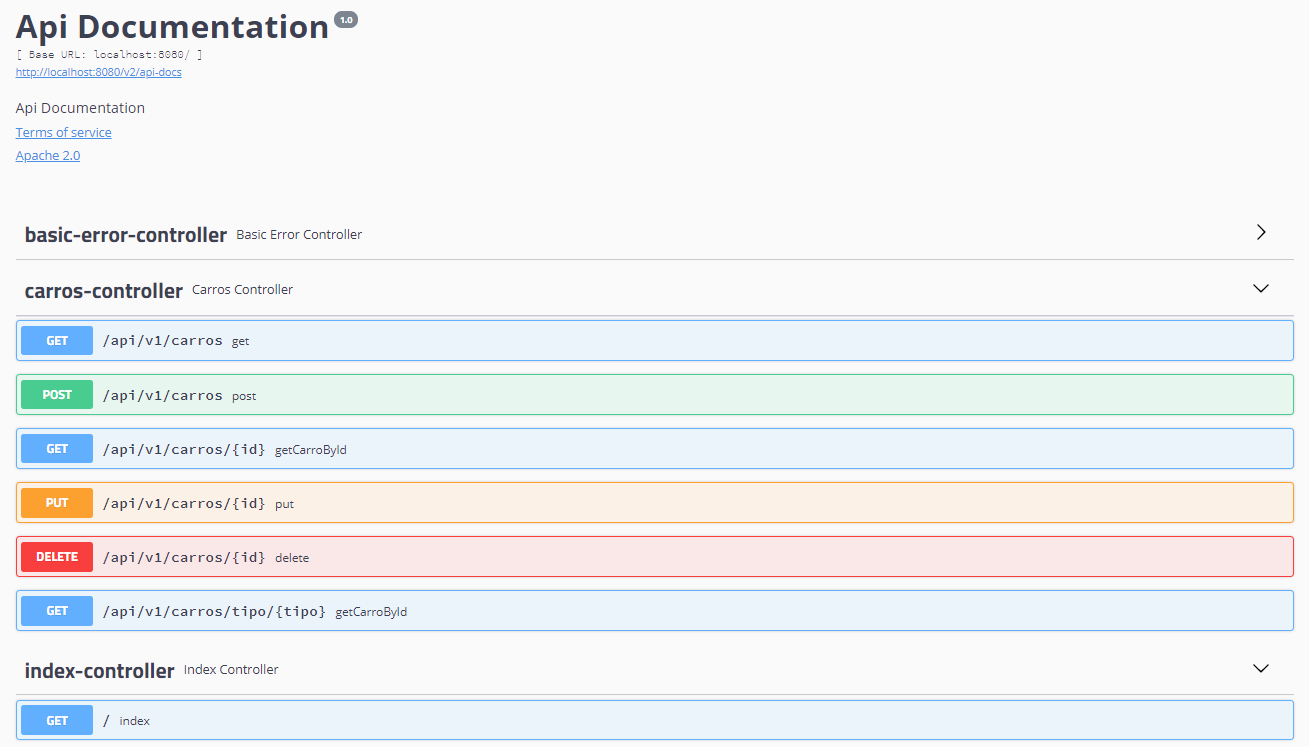 Api Documentation 1.0
[ Base URL: localhost:8080/ ]
http://localhost:8080/v2/api-docs
Api Documentation
Terms of service
Apache 2.0
basic-error-controller Basic Error Controller
carros-controller Carros Controller
GET /api/v1/carros get
POST /api/v1/carros post
GET /api/v1/carros/{id} getCarroById
PUT /api/v1/carros/{id} put
DELETE /api/v1/carros/{id} delete
GET /api/v1/carros/tipo/{tipo} getCarroById
index-controller Index Controller
GET / index